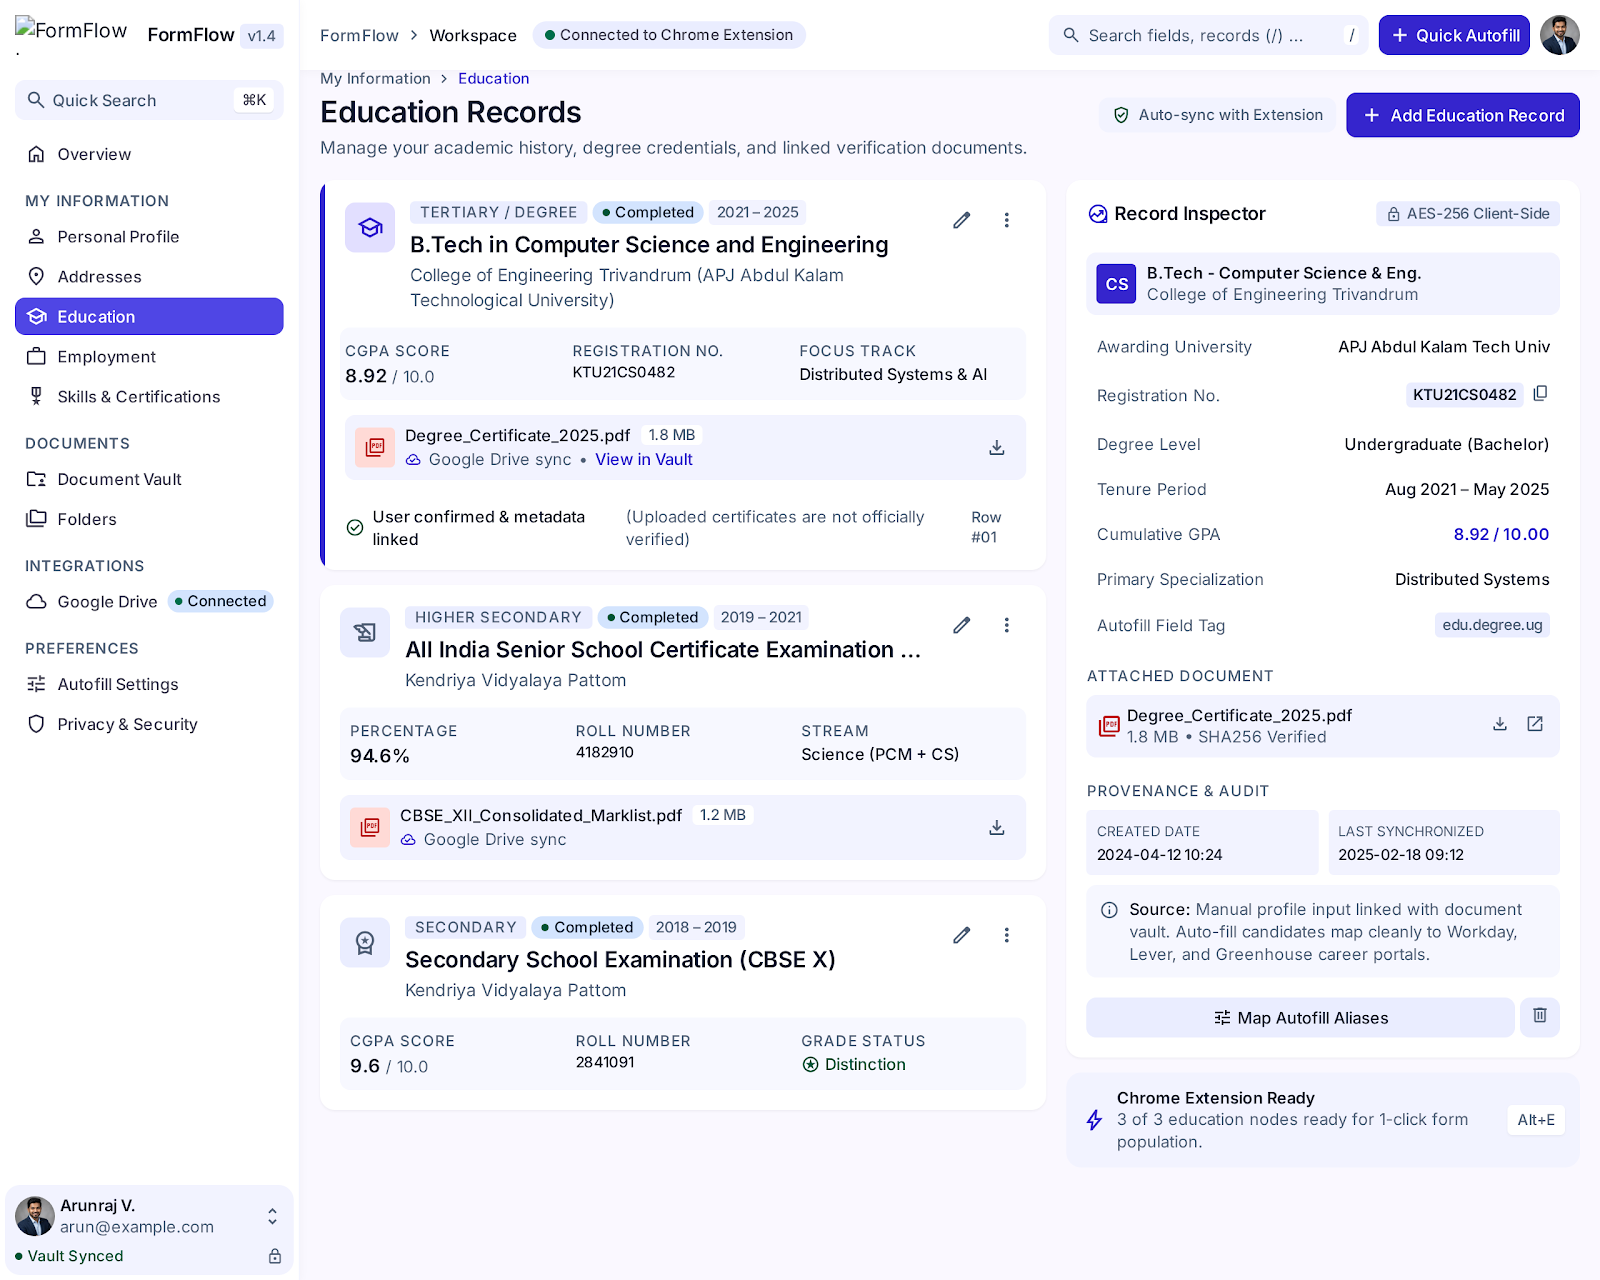 FormFlow
.
FormFlow
v1.4
Quick Search
⌘K
Overview
MY INFORMATION
Personal Profile
Addresses
Education
Employment
Skills & Certifications
DOCUMENTS
Document Vault
Folders
INTEGRATIONS
Google Drive
Connected
PREFERENCES
Autofill Settings
Privacy & Security
Arunraj V.
arun@example.com
Vault Synced
FormFlow
Workspace
Connected to Chrome Extension
Search fields, records (/) ...
/
Quick Autofill
My Information
Education
Education Records
Manage your academic history, degree credentials, and linked verification documents.
Auto-sync with Extension
Add Education Record
TERTIARY / DEGREE
Completed
2021 – 2025
B.Tech in Computer Science and Engineering
College of Engineering Trivandrum (APJ Abdul Kalam
Technological University)
CGPA SCORE
8.92 / 10.0
REGISTRATION NO.
KTU21CS0482
FOCUS TRACK
Distributed Systems & AI
PDF
Degree_Certificate_2025.pdf
1.8 MB
Google Drive sync • View in Vault
User confirmed & metadata
linked
(Uploaded certificates are not officially
verified)
Row
#01
HIGHER SECONDARY
Completed
2019 – 2021
All India Senior School Certificate Examination ...
Kendriya Vidyalaya Pattom
PERCENTAGE
94.6%
ROLL NUMBER
4182910
STREAM
Science (PCM + CS)
PDF
CBSE_XII_Consolidated_Marklist.pdf
1.2 MB
Google Drive sync
SECONDARY
Completed
2018 – 2019
Secondary School Examination (CBSE X)
Kendriya Vidyalaya Pattom
CGPA SCORE
9.6 / 10.0
ROLL NUMBER
2841091
GRADE STATUS
Distinction
Record Inspector
AES-256 Client-Side
CS
B.Tech - Computer Science & Eng.
College of Engineering Trivandrum
Awarding University
APJ Abdul Kalam Tech Univ
Registration No.
KTU21CS0482
Degree Level
Undergraduate (Bachelor)
Tenure Period
Aug 2021 – May 2025
Cumulative GPA
8.92 / 10.00
Primary Specialization
Distributed Systems
Autofill Field Tag
edu.degree.ug
ATTACHED DOCUMENT
PDF
Degree_Certificate_2025.pdf
1.8 MB • SHA256 Verified
PROVENANCE & AUDIT
CREATED DATE
2024-04-12 10:24
LAST SYNCHRONIZED
2025-02-18 09:12
Source: Manual profile input linked with document
vault. Auto-fill candidates map cleanly to Workday,
Lever, and Greenhouse career portals.
Map Autofill Aliases
Chrome Extension Ready
3 of 3 education nodes ready for 1-click form
population.
Alt+E